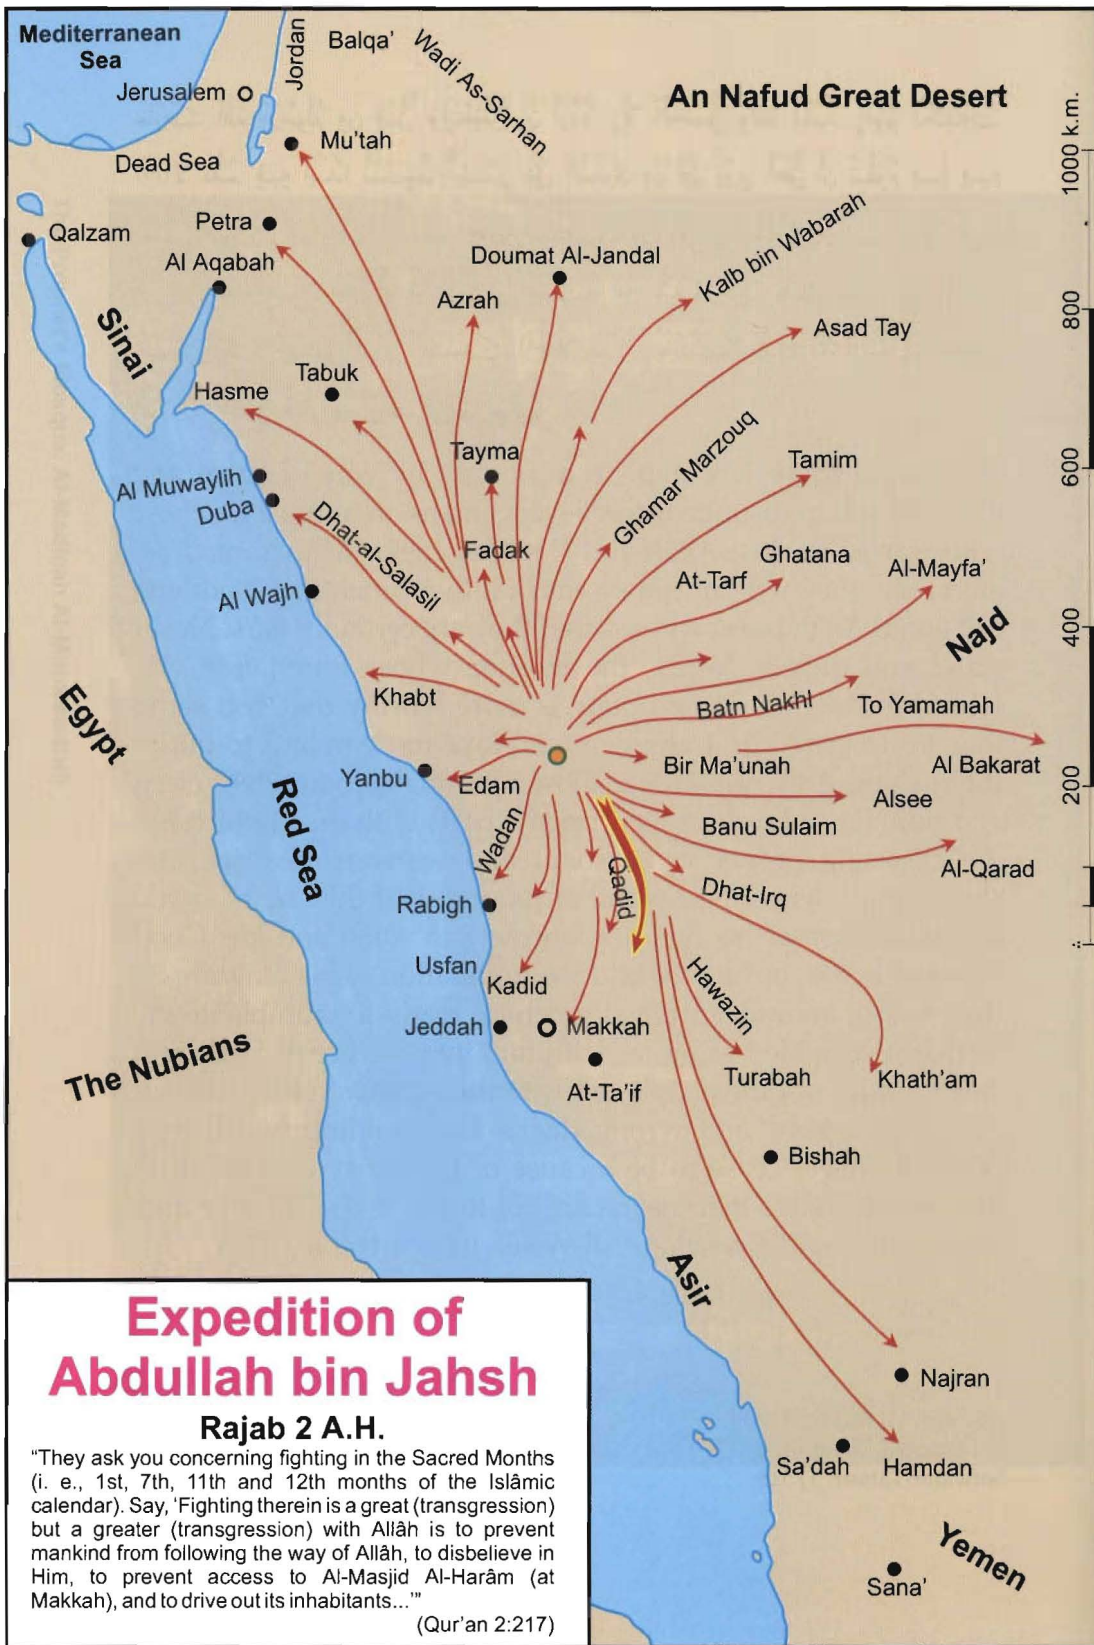 Mediterranean
Sea
Jordan
Balqa'
Wadi As-Sarhan
Jerusalem
An Nafud Great Desert
Mu'tah
Dead Sea
1000 k.m.
Qalzam
Petra
Al Aqabah
Doumat Al-Jandal
Kalb bin Wabarah
Azrah
800
Asad Tay
Sinai
Hasme
Tabuk
Tayma
Ghamar Marzouq
Tamim
600
Al Muwaylih
Duba
Dhat-al-Salasil
Fadak
Ghatana
At-Tarf
Al-Mayfa'
Al Wajh
Najd
400
Egypt
Khabt
Batn Nakhl
To Yamamah
Yanbu
Edam
Bir Ma'unah
Al Bakarat
200
Red Sea
Wadan
Alsee
Banu Sulaim
Qadid
Al-Qarad
Dhat-Irq
Rabigh
Usfan
Kadid
Hawazin
Jeddah
Makkah
The Nubians
At-Ta'if
Turabah
Khath'am
Bishah
Asir
Najran
Sa'dah
Hamdan
Yemen
Sana'
Expedition of
Abdullah bin Jahsh
Rajab 2 A.H.
"They ask you concerning fighting in the Sacred Months
(i. e., 1st, 7th, 11th and 12th months of the Islâmic
calendar). Say, 'Fighting therein is a great (transgression)
but a greater (transgression) with Allâh is to prevent
mankind from following the way of Allâh, to disbelieve in
Him, to prevent access to Al-Masjid Al-Harâm (at
Makkah), and to drive out its inhabitants...'"
(Qur'an 2:217)